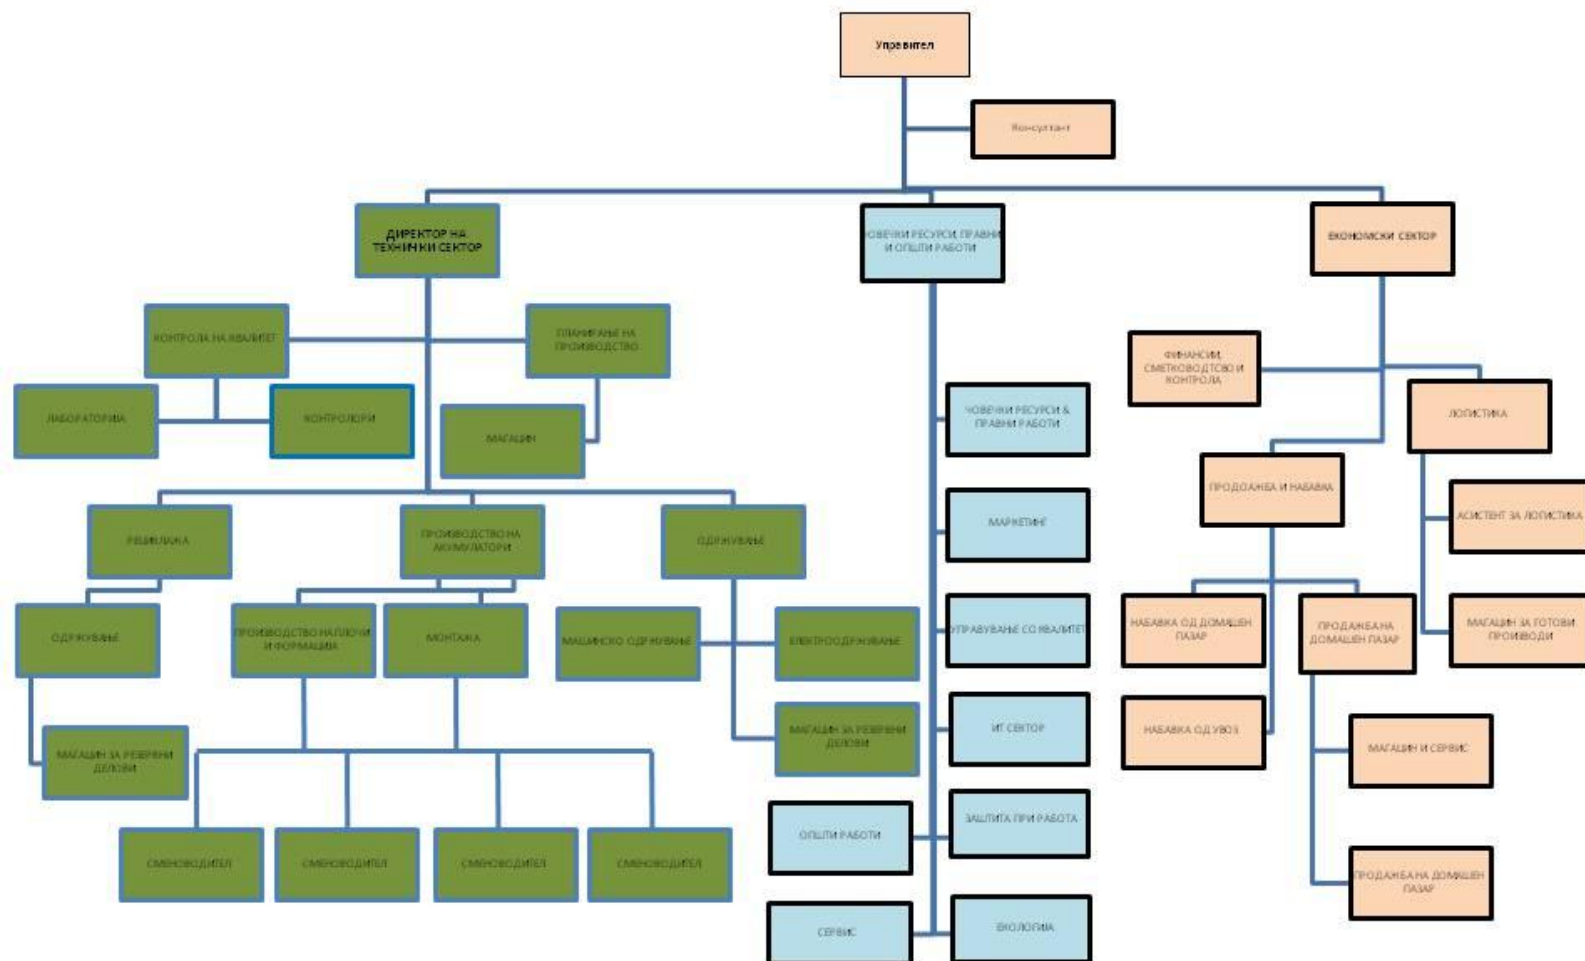 Управител
Консултант
ДИРЕКТОР НА
ТЕХНИЧКИ СЕКТОР
ЧОВЕЧКИ РЕСУРСИ, ПРАВНИ
И ОПШТИ РАБОТИ
ЕКОНОМСКИ СЕКТОР
КОНТРОЛА НА КВАЛИТЕТ
ПЛАНИРАЊЕ НА
ПРОИЗВОДСТВО
ЛАБОРАТОРИЈА
КОНТРОЛОРИ
МАГАЦИН
РЕЦИКЛАЖА
ПРОИЗВОДСТВО НА
АКУМУЛАТОРИ
ОДРЖУВАЊЕ
ОДРЖУВАЊЕ
ПРОИЗВОДСТВО НА ПЛОЧИ
И ФОРМАЦИЈА
МОНТАЖА
МАШИНСКО ОДРЖУВАЊЕ
ЕЛЕКТРООДРЖУВАЊЕ
МАГАЦИН ЗА РЕЗЕРВНИ
ДЕЛОВИ
МАГАЦИН ЗА РЕЗЕРВНИ
ДЕЛОВИ
СМЕНОВОДИТЕЛ
СМЕНОВОДИТЕЛ
СМЕНОВОДИТЕЛ
СМЕНОВОДИТЕЛ
ЧОВЕЧКИ РЕСУРСИ &
ПРАВНИ РАБОТИ
МАРКЕТИНГ
УПРАВУВАЊЕ СО КВАЛИТЕТ
ИТ СЕКТОР
ОПШТИ РАБОТИ
ЗАШТИТА ПРИ РАБОТА
СЕРВИС
ЕКОЛОГИЈА
ФИНАНСИИ,
СМЕТКОВОДТСВО И
КОНТРОЛА
ЛОГИСТИКА
ПРОДОАЖБА И НАБАВКА
АСИСТЕНТ ЗА ЛОГИСТИКА
НАБАВКА ОД ДОМАШЕН
ПАЗАР
ПРОДАЖБА НА
ДОМАШЕН ПАЗАР
МАГАЦИН ЗА ГОТОВИ
ПРОИЗВОДИ
НАБАВКА ОД УВОЗ
МАГАЦИН И СЕРВИС
ПРОДАЖБА НА ДОМАШЕН
ПАЗАР